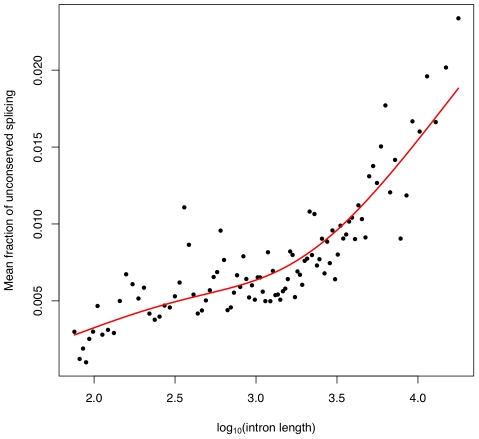 Mean fraction of unconserved splicing
0.020
0.015
0.010
0.005
2.0 2.5 3.0 3.5 4.0
log₁₀(intron length)